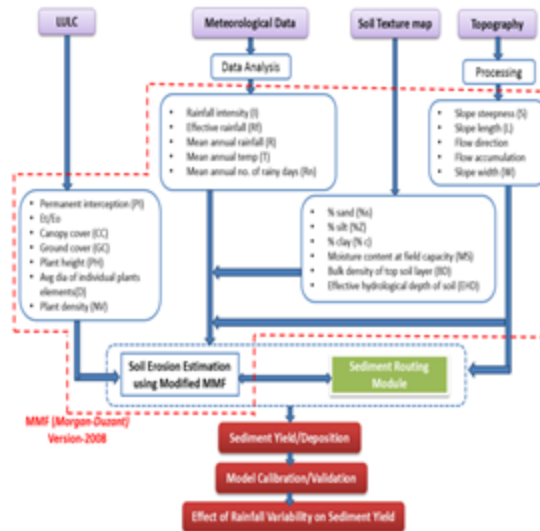 LULC
Meteorological Data
Soil Texture map
Topography
Data Analysis
Processing
• Rainfall intensity (I)
• Effective rainfall (Rf)
• Mean annual rainfall (R)
• Mean annual temp (T)
• Mean annual no. of rainy days (Rn)
• Slope steepness (S)
• Slope length (L)
• Flow direction
• Flow accumulation
• Slope width (W)
• Permanent interception (PI)
• Et/Eo
• Canopy cover (CC)
• Ground cover (GC)
• Plant height (PH)
• Avg dia of individual plants
elements(D)
• Plant density (NV)
• % sand (%s)
• % silt (%Z)
• % clay (% c)
• Moisture content at field capacity (MS)
• Bulk density of top soil layer (BD)
• Effective hydrological depth of soil (EHD)
Soil Erosion Estimation
using Modified MMF
Sediment Routing
Module
MMF (Morgan-Duzant)
Version-2008
Sediment Yield/Deposition
Model Calibration/Validation
Effect of Rainfall Variability on Sediment Yield